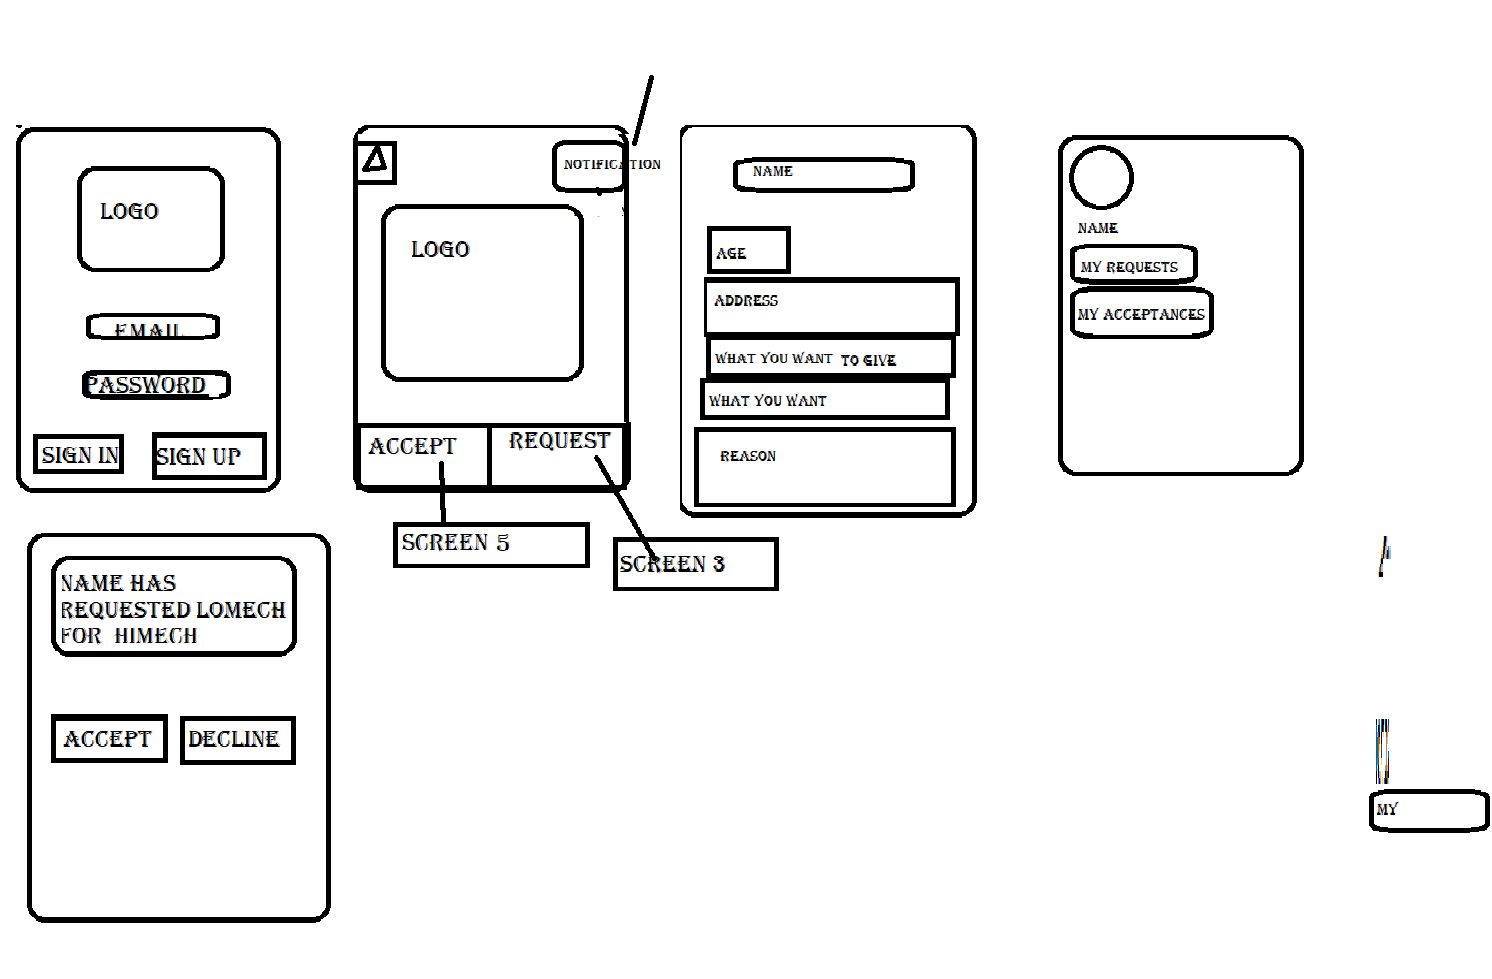 LOGO
EMAIL
PASSWORD
SIGN IN
SIGN UP
NOTIFICATION
LOGO
ACCEPT
REQUEST
SCREEN 5
SCREEN 3
NAME
AGE
ADDRESS
WHAT YOU WANT TO GIVE
WHAT YOU WANT
REASON
NAME
MY REQUESTS
MY ACCEPTANCES
NAME HAS
REQUESTED LOMECH
FOR HIMECH
ACCEPT
DECLINE
MY